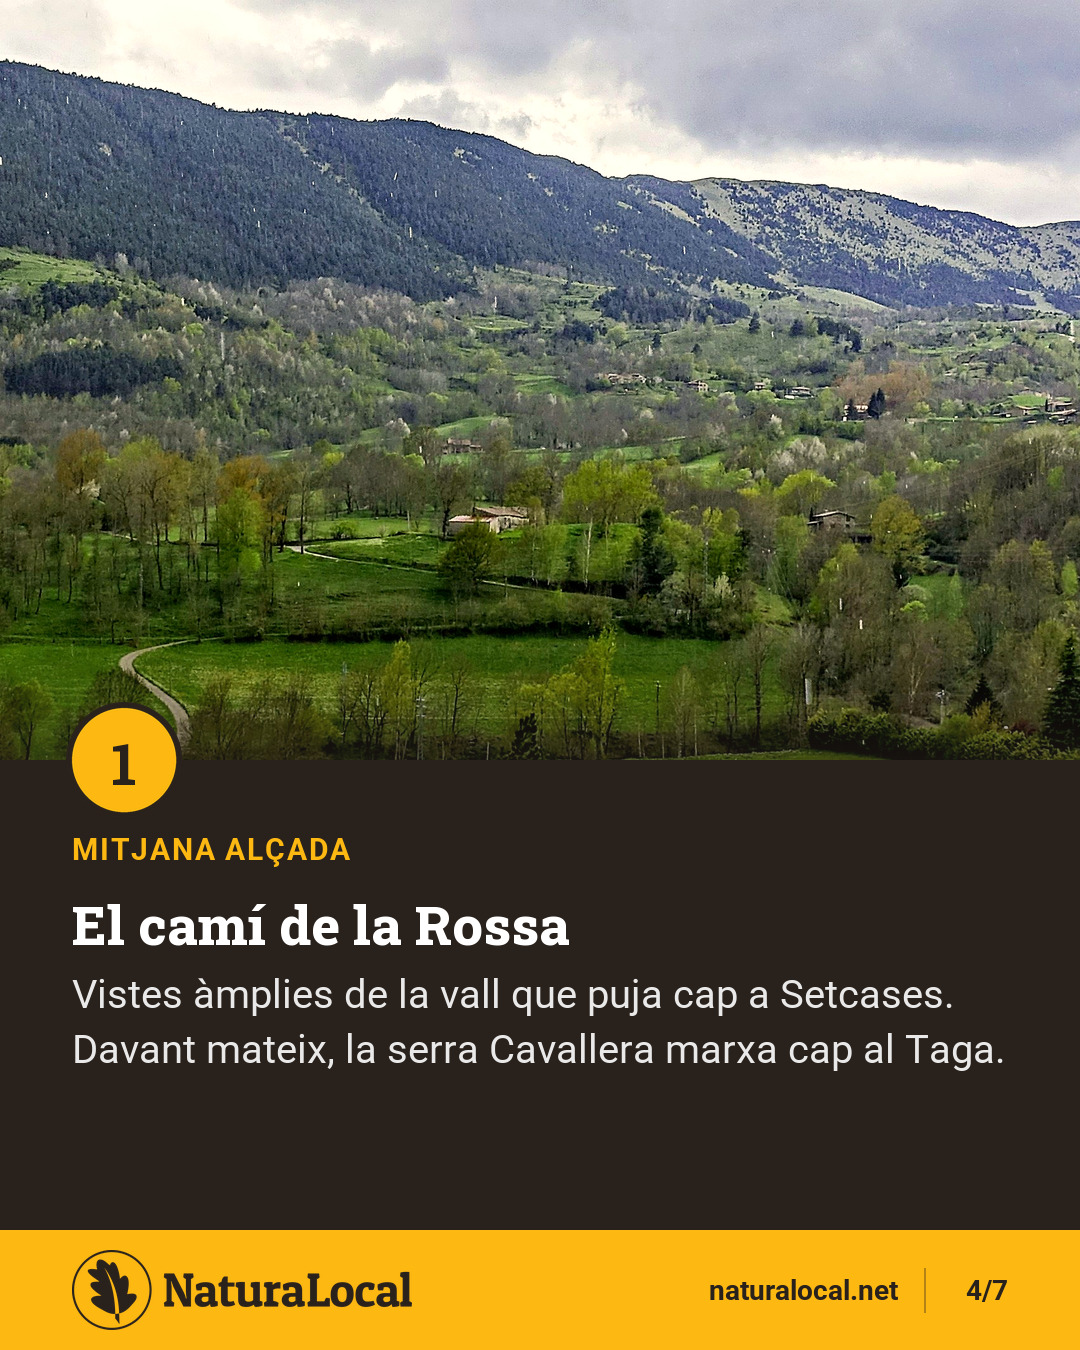 1
MITJANA ALÇADA
El camí de la Rossa
Vistes àmplies de la vall que puja cap a Setcases.
Davant mateix, la serra Cavallera marxa cap al Taga.
NaturaLocal
naturalocal.net
4/7